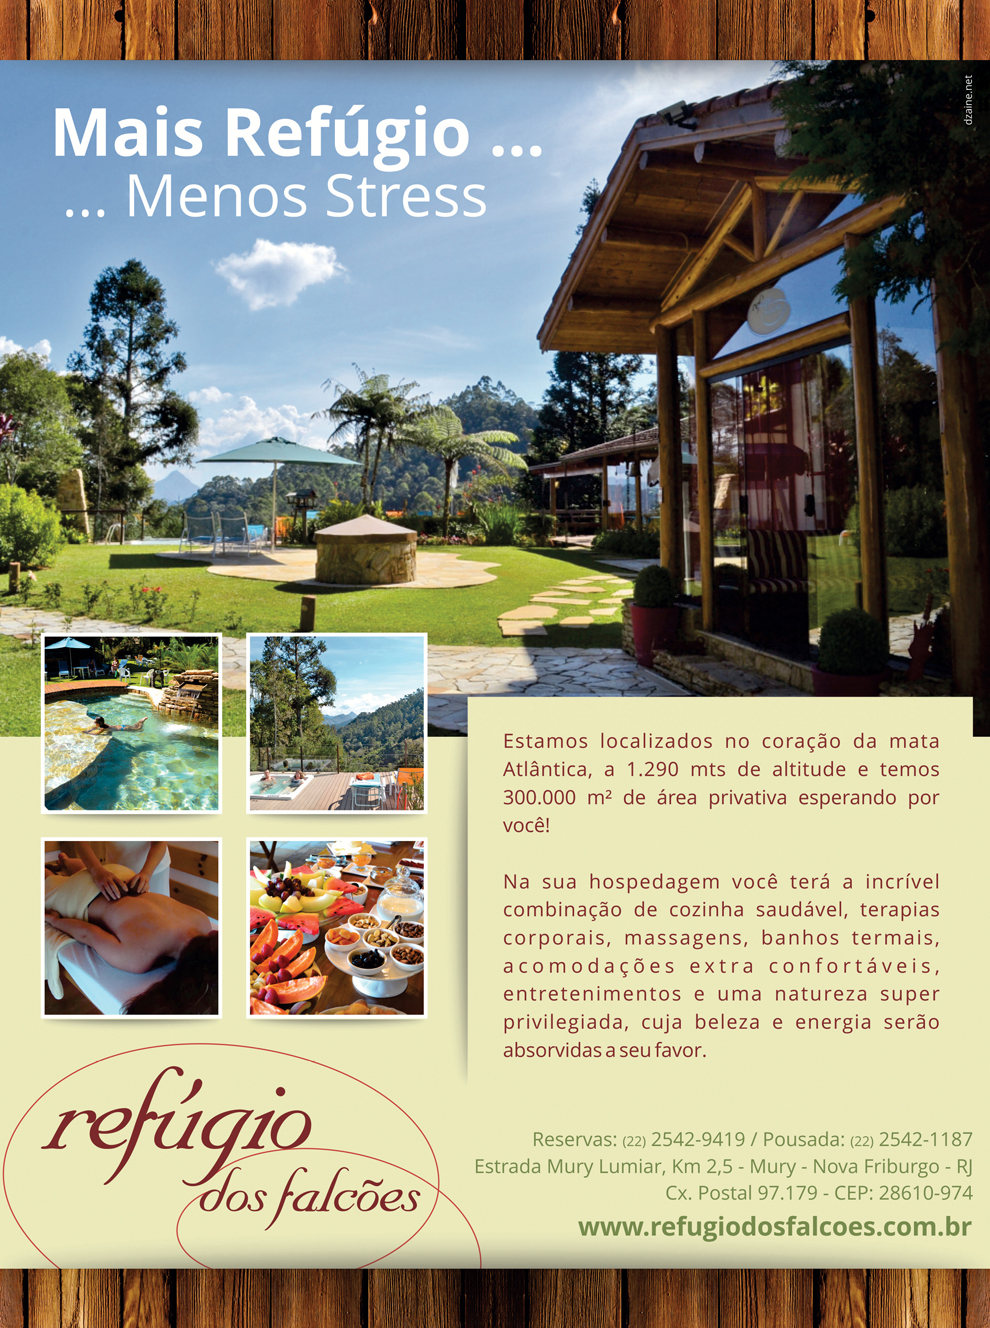 dzaine.net
Mais Refúgio ...
... Menos Stress
Estamos localizados no coração da mata
Atlântica, a 1.290 mts de altitude e temos
300.000 m² de área privativa esperando por
você!
Na sua hospedagem você terá a incrível
combinação de cozinha saudável, terapias
corporais, massagens, banhos termais,
acomodações extra confortáveis,
entretenimentos e uma natureza super
privilegiada, cuja beleza e energia serão
absorvidas a seu favor.
refúgio
dos falcões
Reservas: (22) 2542-9419 / Pousada: (22) 2542-1187
Estrada Mury Lumiar, Km 2,5 - Mury - Nova Friburgo - RJ
Cx. Postal 97.179 - CEP: 28610-974
www.refugiodosfalcoes.com.br